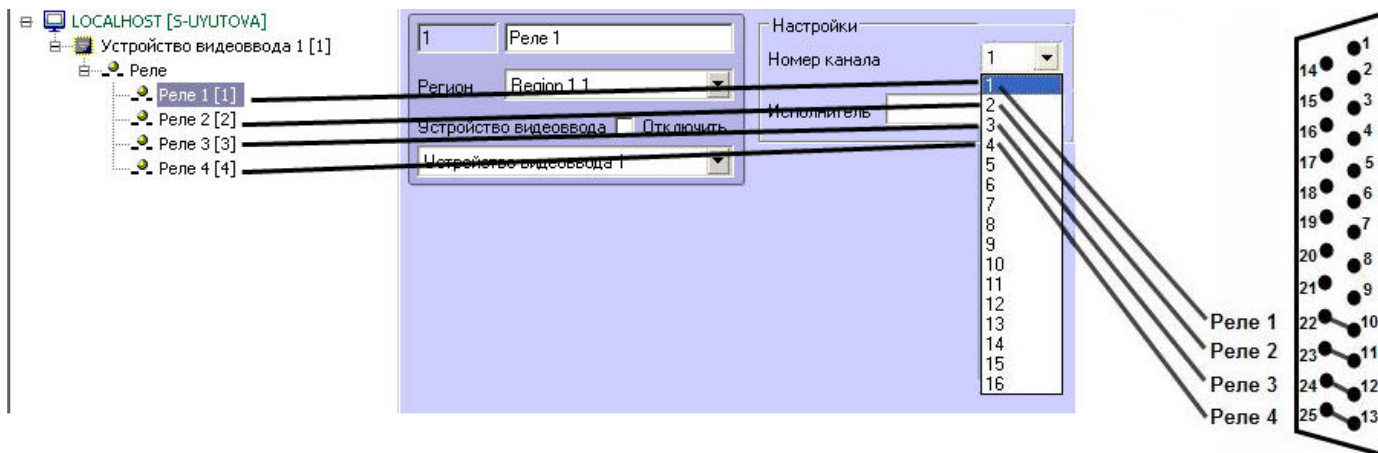 LOCALHOST [S-UYUTOVA]
Устройство видеоввода 1 [1]
Реле
Реле 1 [1]
Реле 2 [2]
Реле 3 [3]
Реле 4 [4]
1
Реле 1
Регион
Region 1.1
Устройство видеоввода
Отключить
Устройство видеоввода 1
Настройки
Номер канала
1
Исполнитель
1
2
3
4
5
6
7
8
9
10
11
12
13
14
15
16
Реле 1
Реле 2
Реле 3
Реле 4
1
14
2
15
3
16
4
17
5
18
6
19
7
20
8
21
9
22
10
23
11
24
12
25
13